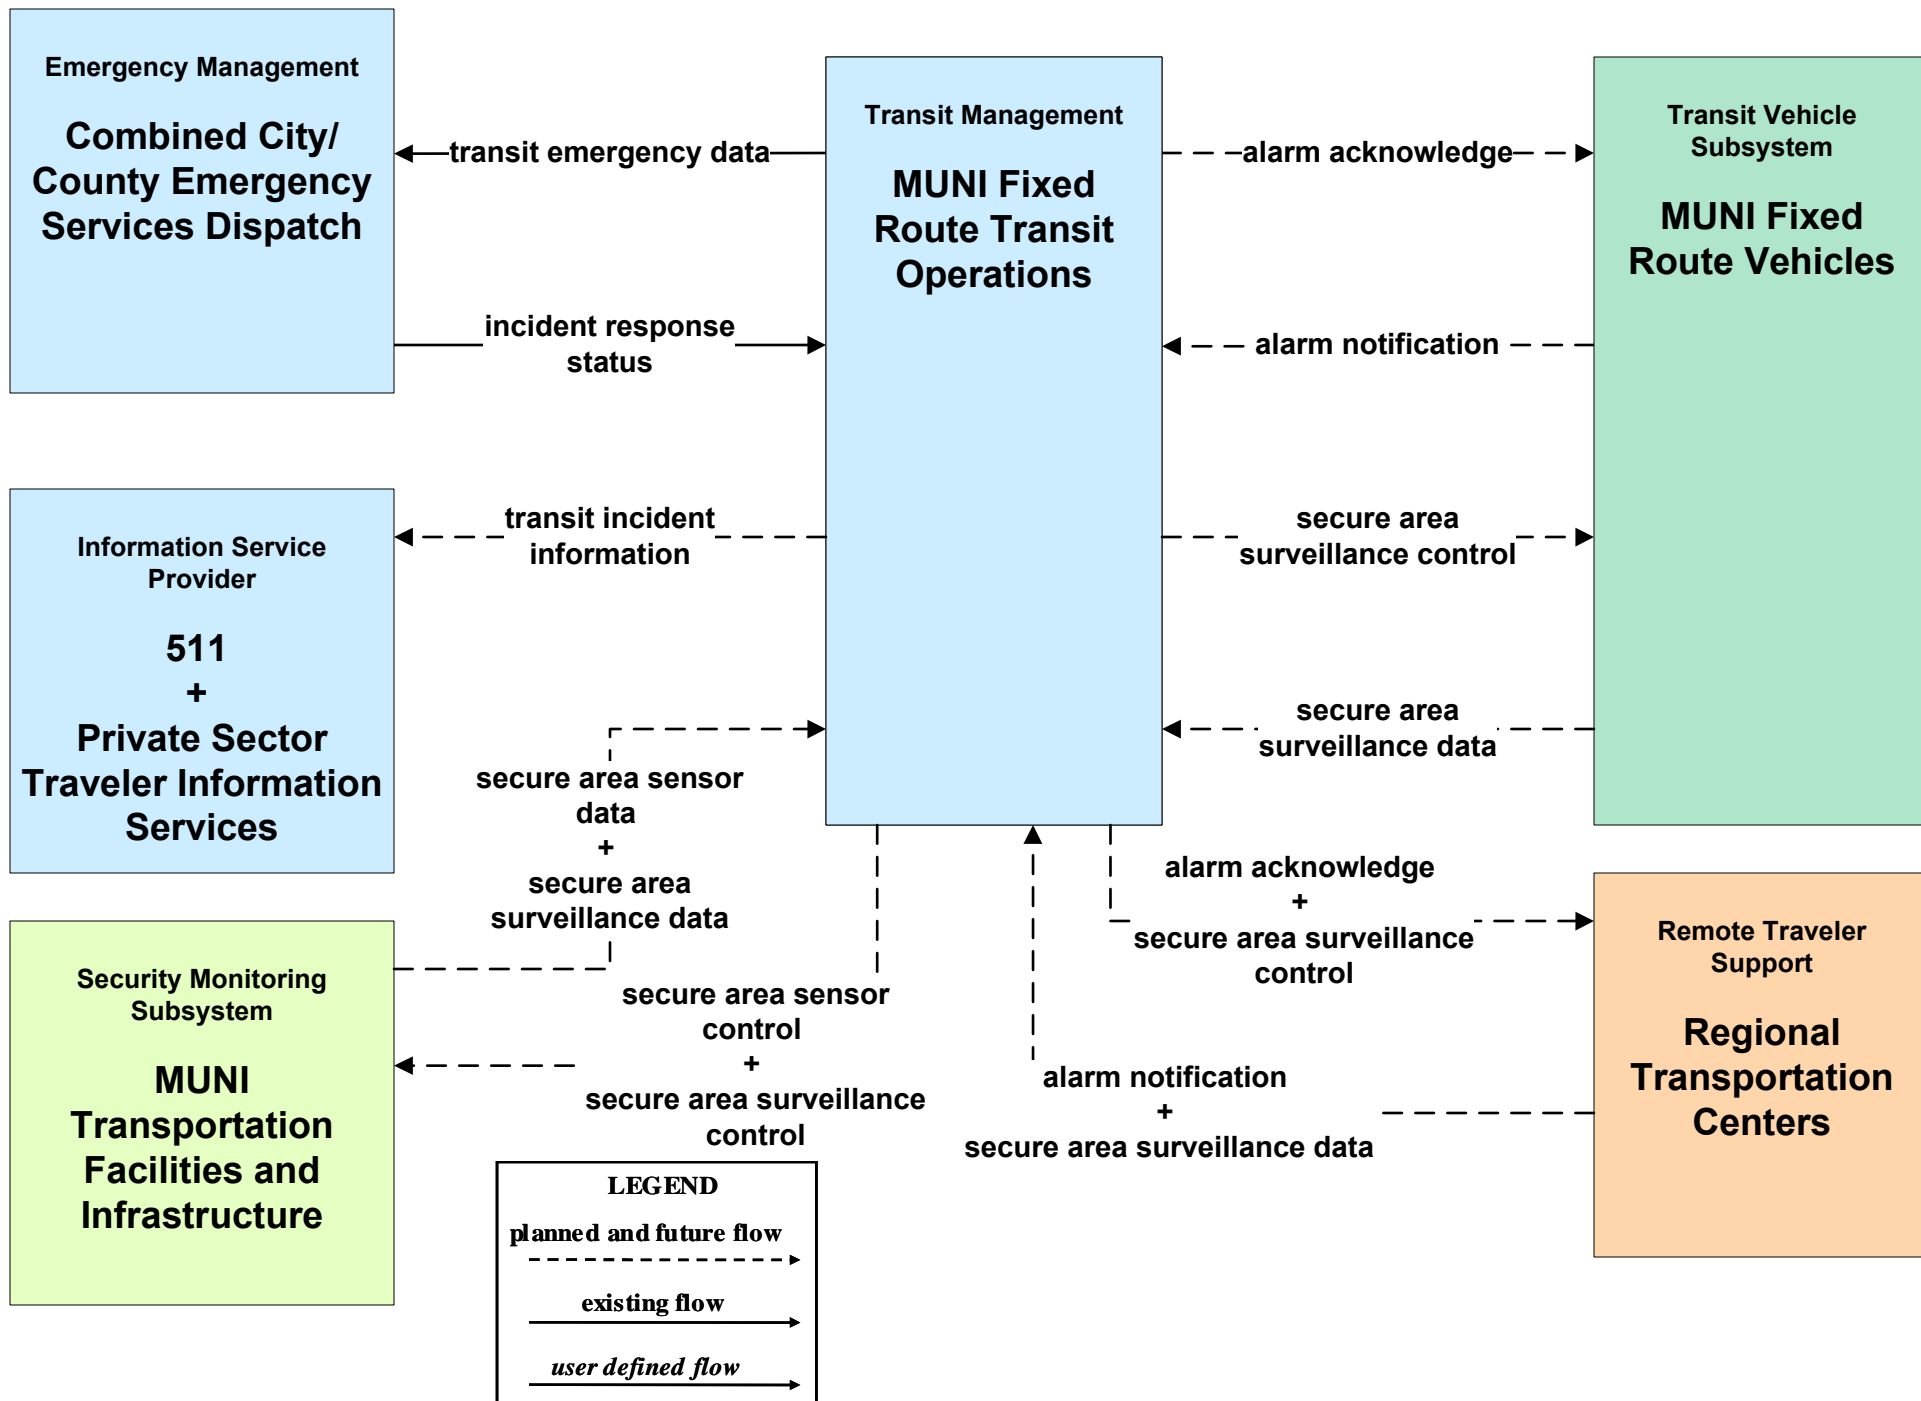 Emergency Management
Combined City/
County Emergency
Services Dispatch
transit emergency data
incident response
status
Transit Management
MUNI Fixed
Route Transit
Operations
alarm acknowledge
alarm notification
Transit Vehicle
Subsystem
MUNI Fixed
Route Vehicles
Information Service
Provider
511
+
Private Sector
Traveler Information
Services
transit incident
information
secure area
surveillance control
secure area
surveillance data
secure area sensor
data
+
secure area
surveillance data
Security Monitoring
Subsystem
MUNI
Transportation
Facilities and
Infrastructure
secure area sensor
control
+
secure area surveillance
control
alarm acknowledge
+
secure area surveillance
control
alarm notification
+
secure area surveillance data
Remote Traveler
Support
Regional
Transportation
Centers
LEGEND
planned and future flow
existing flow
user defined flow